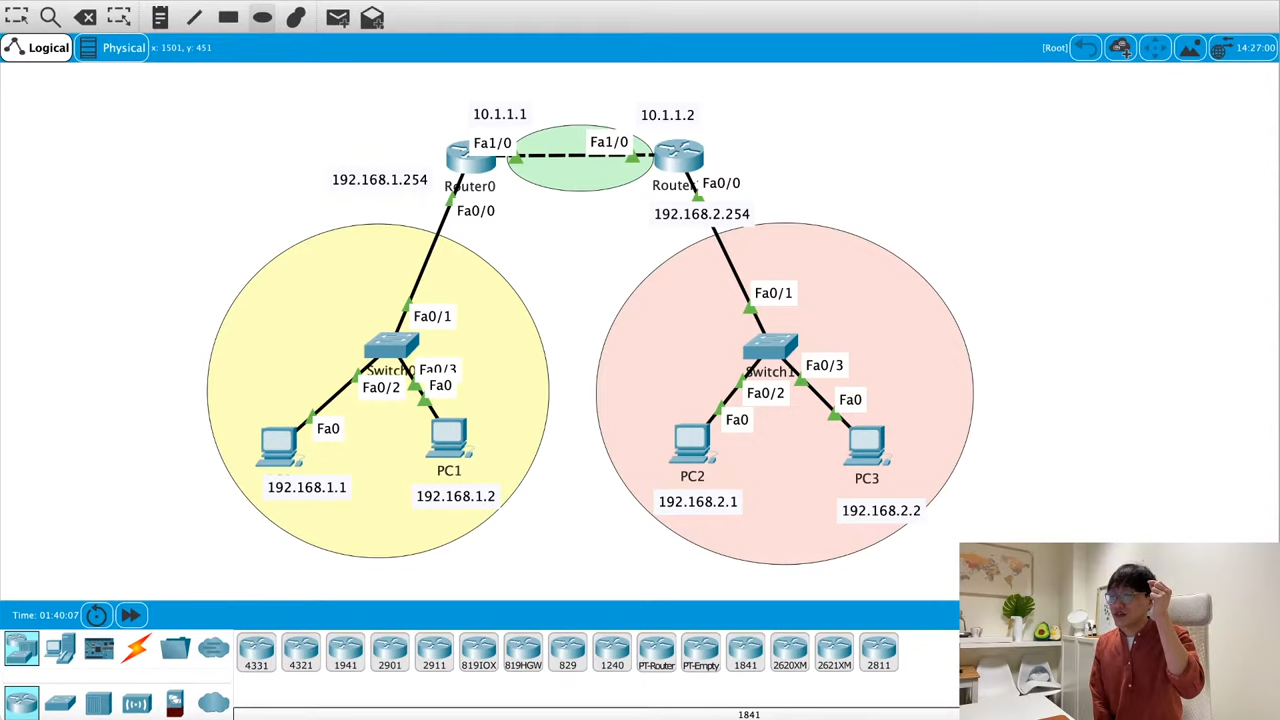 Logical
Physical
x: 1501, y: 451
[Root]
14:27:00
10.1.1.1
10.1.1.2
Fa1/0
Fa1/0
192.168.1.254
Router0
Router
Fa0/0
Fa0/0
192.168.2.254
Fa0/1
Fa0/1
Switch0
Fa0/3
Switch1
Fa0/3
Fa0/2
Fa0
Fa0/2
Fa0
Fa0
Fa0
PC1
PC2
PC3
192.168.1.1
192.168.1.2
192.168.2.1
192.168.2.2
Time: 01:40:07
4331
4321
1941
2901
2911
819IOX
819HGW
829
1240
PT-Router
PT-Empty
1841
2620XM
2621XM
2811
1841